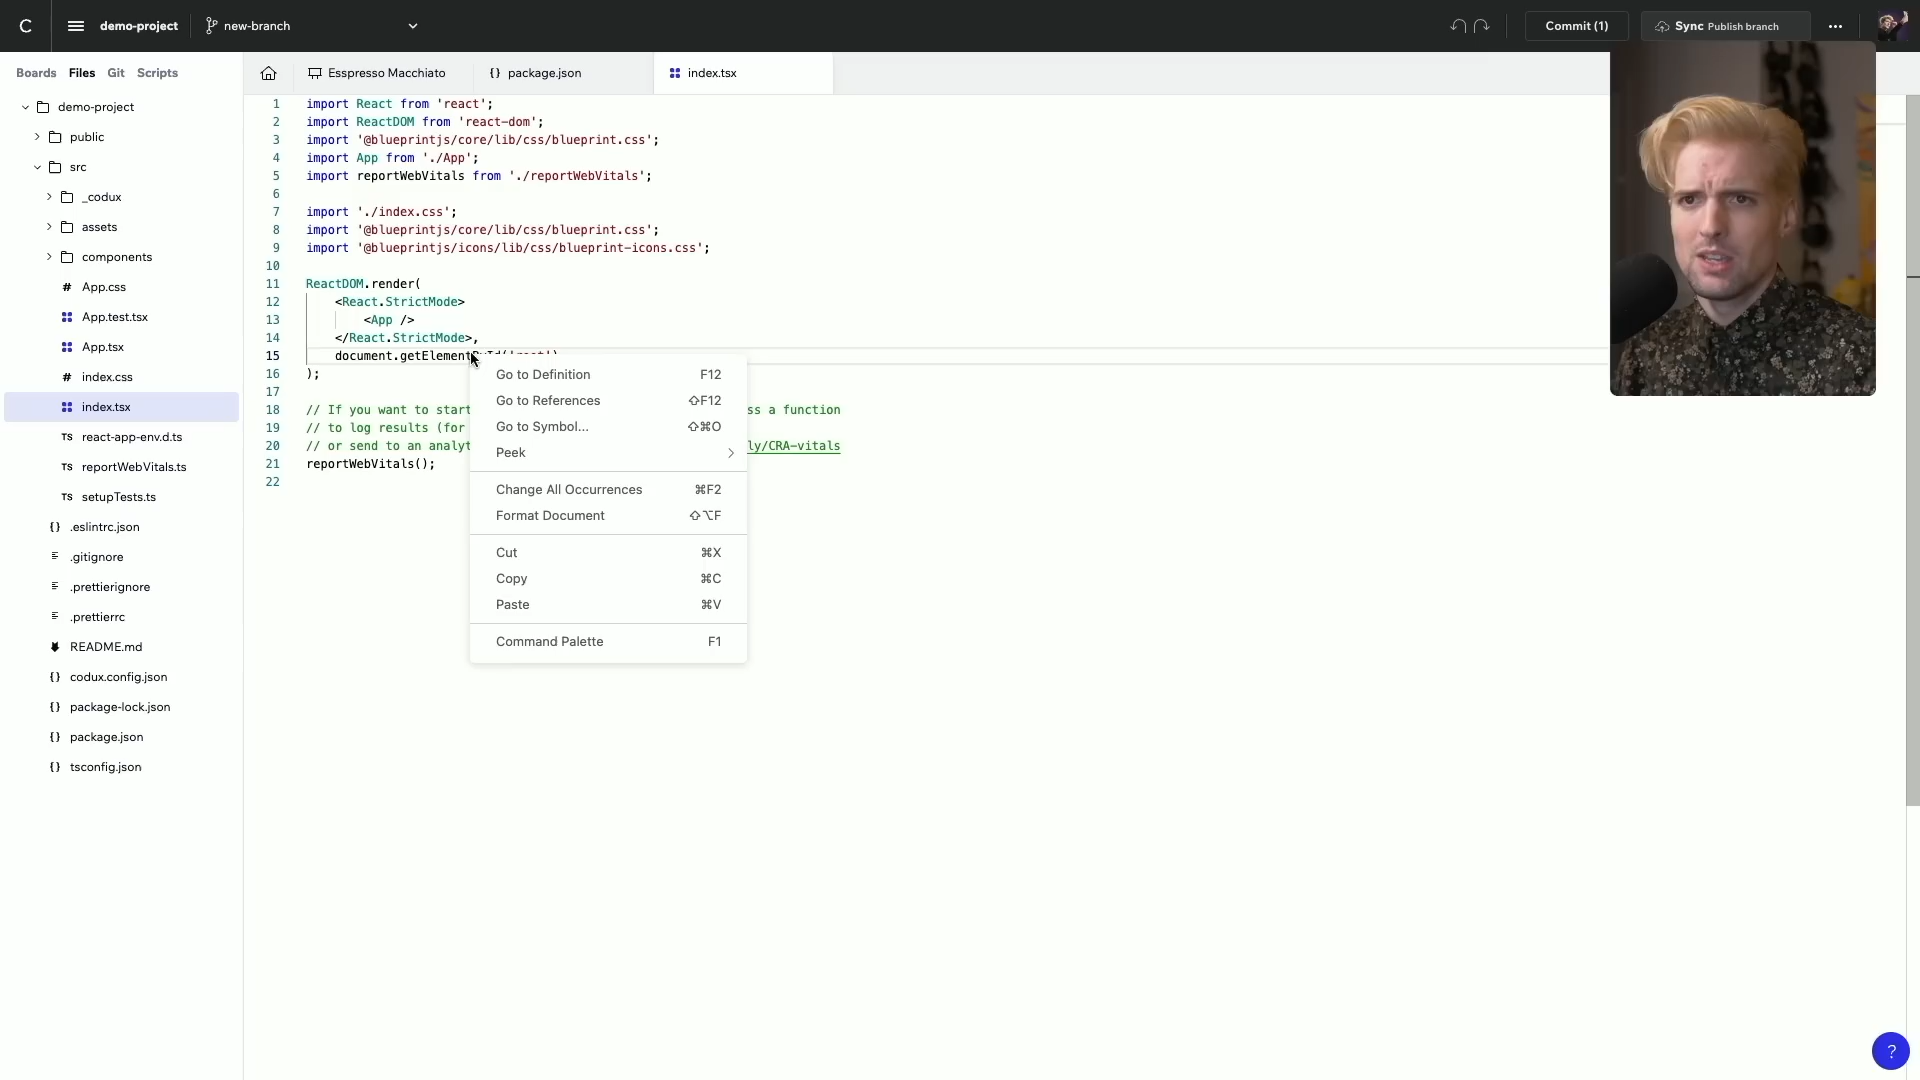 C demo-project new-branch Commit (1) Sync Publish branch
Boards Files Git Scripts
Esspresso Macchiato {} package.json index.tsx
demo-project
public
src
_codux
assets
components
# App.css
App.test.tsx
App.tsx
# index.css
index.tsx
TS react-app-env.d.ts
TS reportWebVitals.ts
TS setupTests.ts
{} .eslintrc.json
.gitignore
.prettierignore
.prettierrc
README.md
{} codux.config.json
{} package-lock.json
{} package.json
{} tsconfig.json
1 import React from 'react';
2 import ReactDOM from 'react-dom';
3 import '@blueprintjs/core/lib/css/blueprint.css';
4 import App from './App';
5 import reportWebVitals from './reportWebVitals';
6
7 import './index.css';
8 import '@blueprintjs/core/lib/css/blueprint.css';
9 import '@blueprintjs/icons/lib/css/blueprint-icons.css';
10
11 ReactDOM.render(
12 <React.StrictMode>
13 <App />
14 </React.StrictMode>,
15 document.getElementById('root')
16 );
17
18 // If you want to start ss a function
19 // to log results (for
20 // or send to an analyt ly/CRA-vitals
21 reportWebVitals();
22
Go to Definition F12
Go to References ⇧F12
Go to Symbol... ⇧⌘O
Peek
Change All Occurrences ⌘F2
Format Document ⇧⌥F
Cut ⌘X
Copy ⌘C
Paste ⌘V
Command Palette F1
?